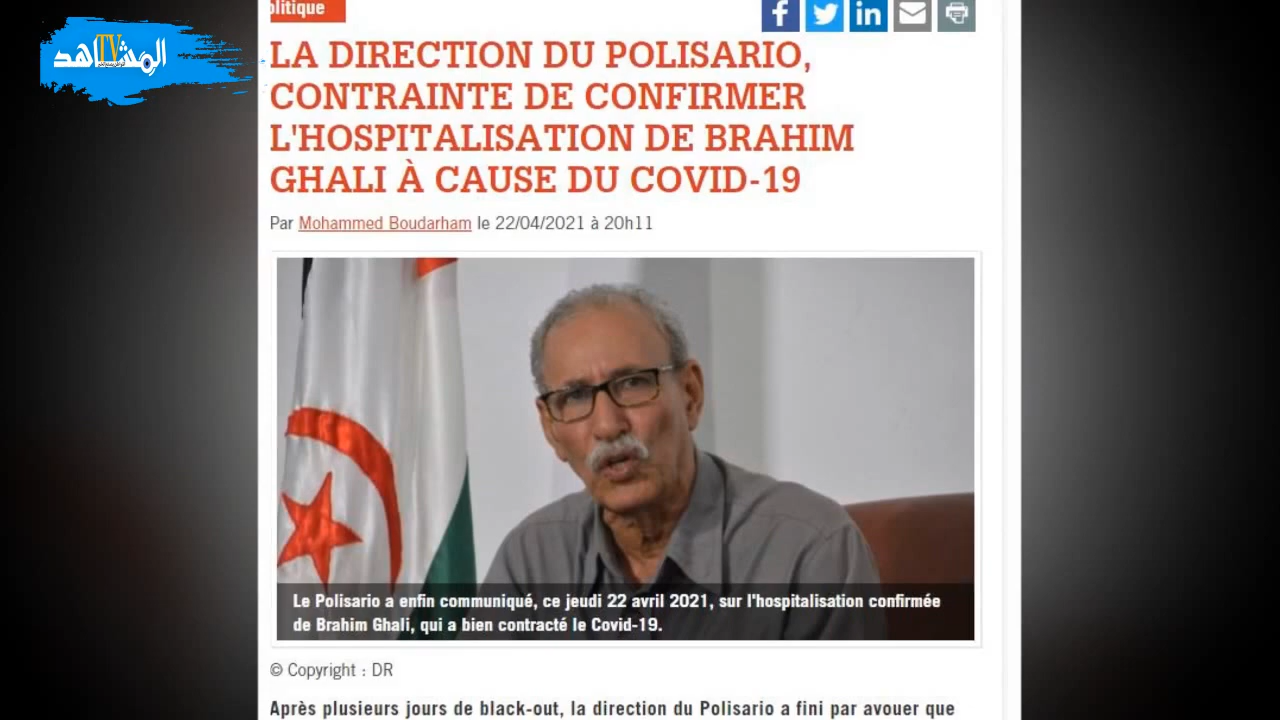 olitique
المشاهد
TV
LA DIRECTION DU POLISARIO,
CONTRAINTE DE CONFIRMER
L'HOSPITALISATION DE BRAHIM
GHALI À CAUSE DU COVID-19
Par Mohammed Boudarham le 22/04/2021 à 20h11
Le Polisario a enfin communiqué, ce jeudi 22 avril 2021, sur l'hospitalisation confirmée
de Brahim Ghali, qui a bien contracté le Covid-19.
© Copyright : DR
Après plusieurs jours de black-out, la direction du Polisario a fini par avouer que